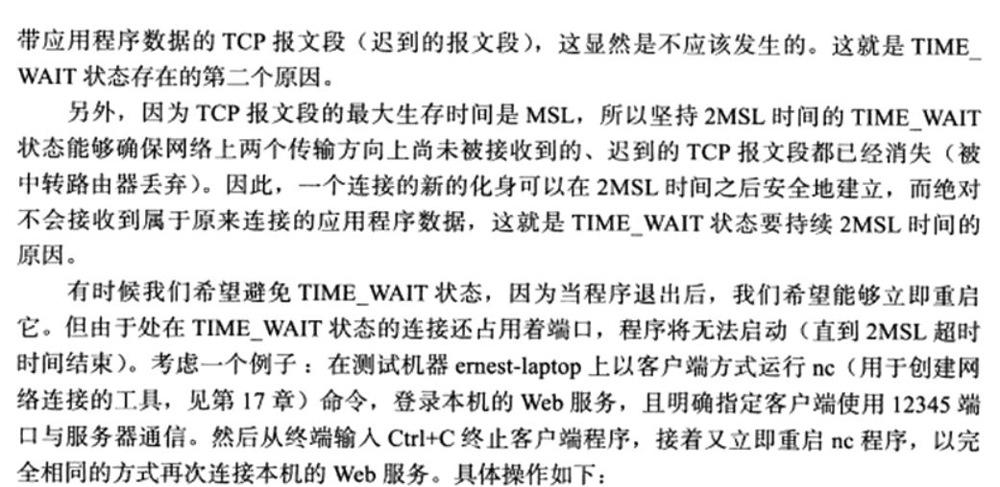 带应用程序数据的 TCP 报文段（迟到的报文段），这显然是不应该发生的。这就是 TIME_
WAIT 状态存在的第二个原因。
另外，因为 TCP 报文段的最大生存时间是 MSL，所以坚持 2MSL 时间的 TIME_WAIT
状态能够确保网络上两个传输方向上尚未被接收到的、迟到的 TCP 报文段都已经消失（被
中转路由器丢弃）。因此，一个连接的新的化身可以在 2MSL 时间之后安全地建立，而绝对
不会接收到属于原来连接的应用程序数据，这就是 TIME_WAIT 状态要持续 2MSL 时间的
原因。
有时候我们希望避免 TIME_WAIT 状态，因为当程序退出后，我们希望能够立即重启
它。但由于处在 TIME_WAIT 状态的连接还占用着端口，程序将无法启动（直到 2MSL 超时
时间结束）。考虑一个例子：在测试机器 ernest-laptop 上以客户端方式运行 nc（用于创建网
络连接的工具，见第 17 章）命令，登录本机的 Web 服务，且明确指定客户端使用 12345 端
口与服务器通信。然后从终端输入 Ctrl+C 终止客户端程序，接着又立即重启 nc 程序，以完
全相同的方式再次连接本机的 Web 服务。具体操作如下：